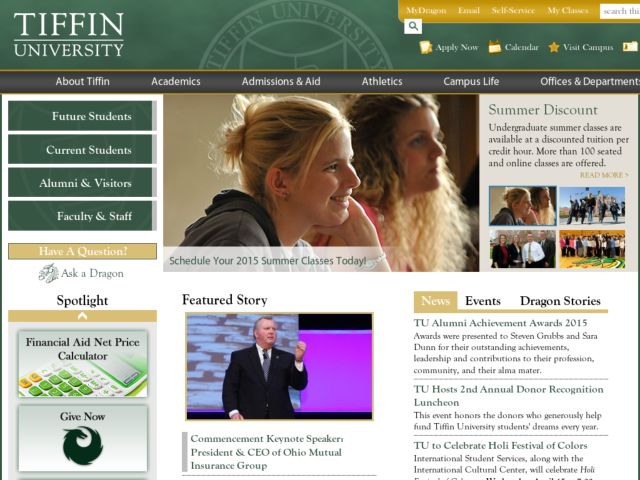 TIFFIN
UNIVERSITY
MyDragon Email Self-Service My Classes search this
Apply Now Calendar Visit Campus
About Tiffin Academics Admissions & Aid Athletics Campus Life Offices & Departments
Future Students
Current Students
Alumni & Visitors
Faculty & Staff
Have A Question?
Ask a Dragon
Schedule Your 2015 Summer Classes Today!
Summer Discount
Undergraduate summer classes are
available at a discounted tuition per
credit hour. More than 100 seated
and online classes are offered.
READ MORE >
Spotlight
Financial Aid Net Price
Calculator
Give Now
Featured Story
Commencement Keynote Speaker:
President & CEO of Ohio Mutual
Insurance Group
News Events Dragon Stories
TU Alumni Achievement Awards 2015
Awards were presented to Steven Grubbs and Sara
Dunn for their outstanding achievements,
leadership and contributions to their profession,
community, and their alma mater.
TU Hosts 2nd Annual Donor Recognition
Luncheon
This event honors the donors who generously help
fund Tiffin University students' dreams every year.
TU to Celebrate Holi Festival of Colors
International Student Services, along with the
International Cultural Center, will celebrate Holi